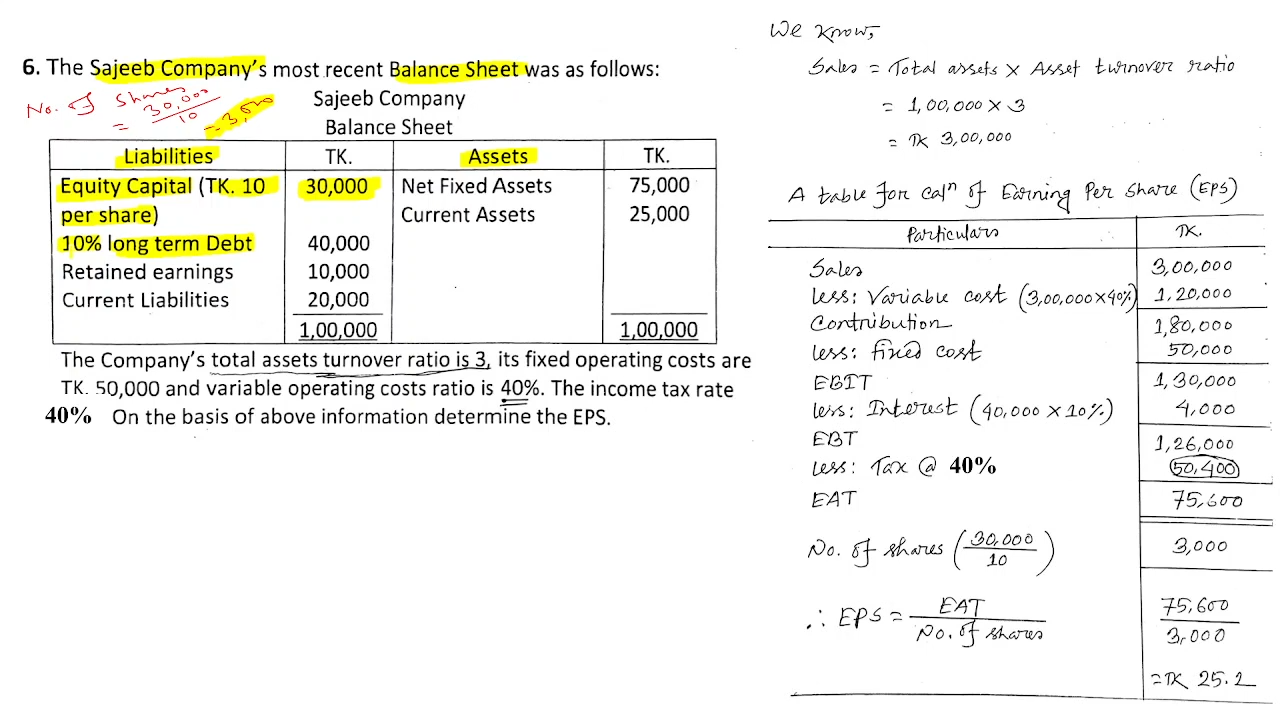 6. The Sajeeb Company's most recent Balance Sheet was as follows:
No. of shares
= 30,000
10
= 3,000
Sajeeb Company
Balance Sheet
Liabilities TK. Assets TK.
Equity Capital (TK. 10 30,000 Net Fixed Assets 75,000
per share) Current Assets 25,000
10% long term Debt 40,000
Retained earnings 10,000
Current Liabilities 20,000
1,00,000 1,00,000
The Company's total assets turnover ratio is 3, its fixed operating costs are
TK. 50,000 and variable operating costs ratio is 40%. The income tax rate
40% On the basis of above information determine the EPS.
We know,
Sales = Total assets × Asset turnover ratio
= 1,00,000 × 3
= TK 3,00,000
A table for calⁿ of Earning Per share (EPS)
Particulars TK.
Sales 3,00,000
less: Variable cost (3,00,000×40%) 1,20,000
Contribution 1,80,000
less: fixed cost 50,000
EBIT 1,30,000
less: Interest (40,000 × 10%) 4,000
EBT 1,26,000
less: Tax @ 40% 50,400
EAT 75,600
No. of shares (30,000 / 10) 3,000
∴ EPS = EAT / No. of shares 75,600 / 3,000
= TK 25.2